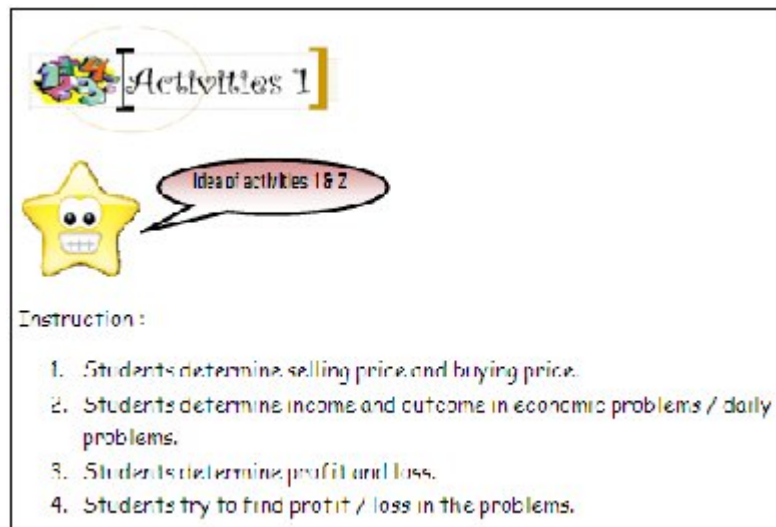 Activities 1
Idea of activities 1 & 2
Instruction :
1. Students determine selling price and buying price.
2. Students determine income and outcome in economic problems / daily
problems.
3. Students determine profit and loss.
4. Students try to find profit / loss in the problems.